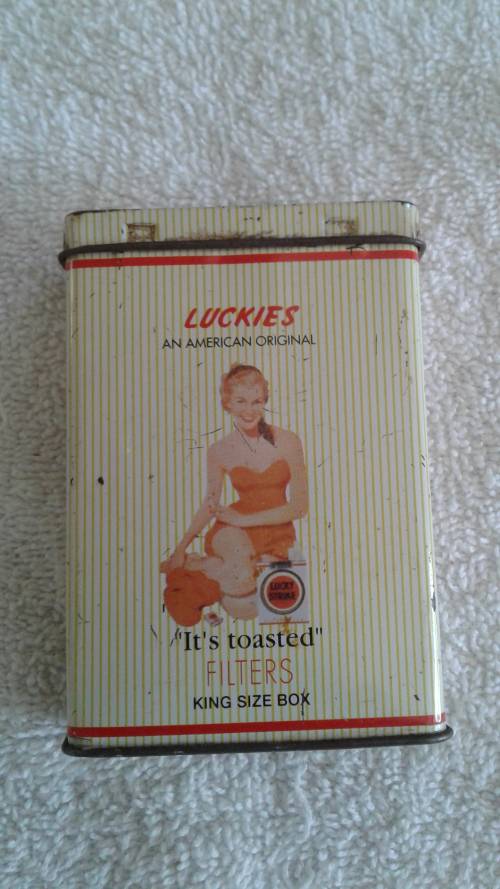 LUCKIES
AN AMERICAN ORIGINAL
LUCKY
STRIKE
"It's toasted"
FILTERS
KING SIZE BOX